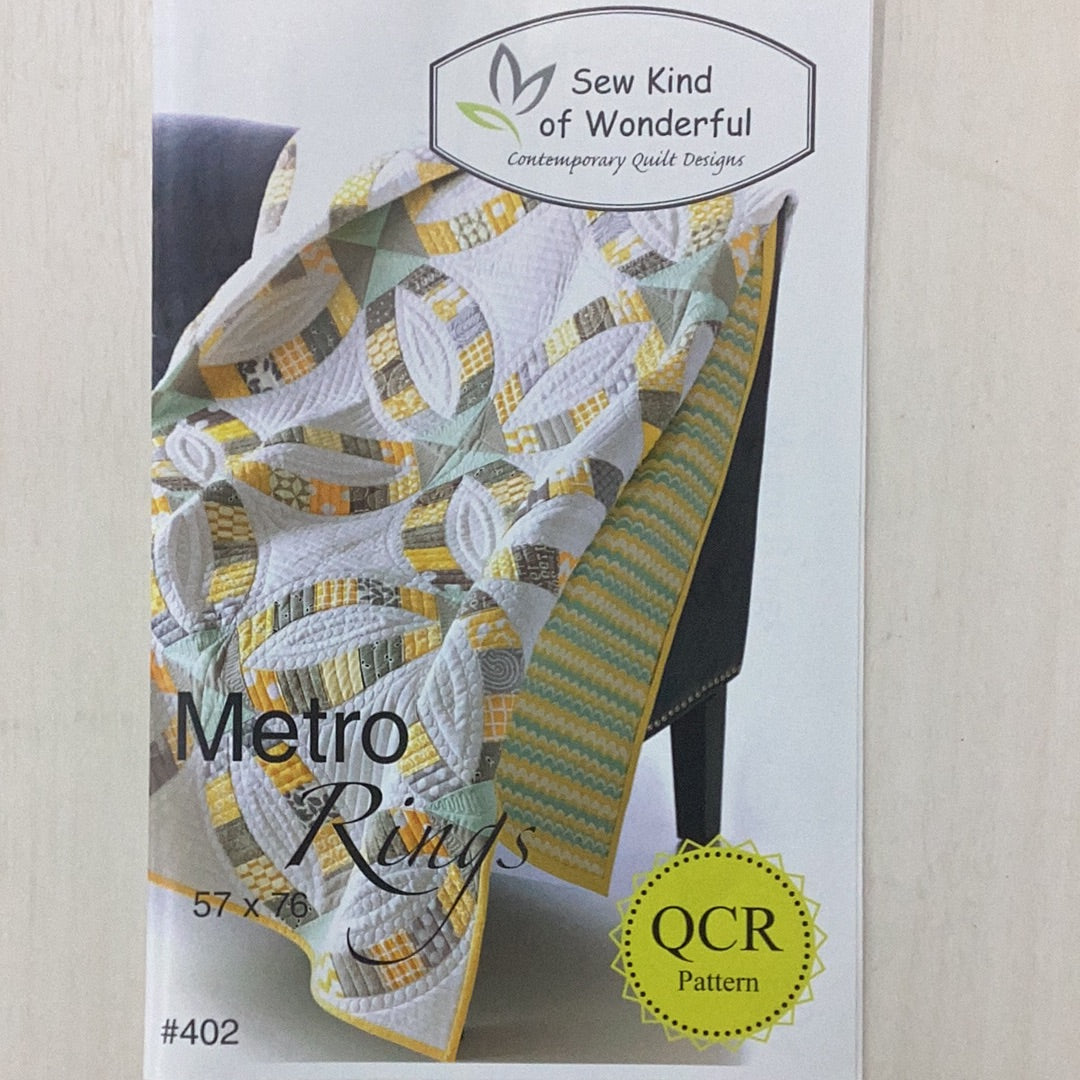 Sew Kind
of Wonderful
Contemporary Quilt Designs
Metro
Rings
57 x 76
QCR
Pattern
#402